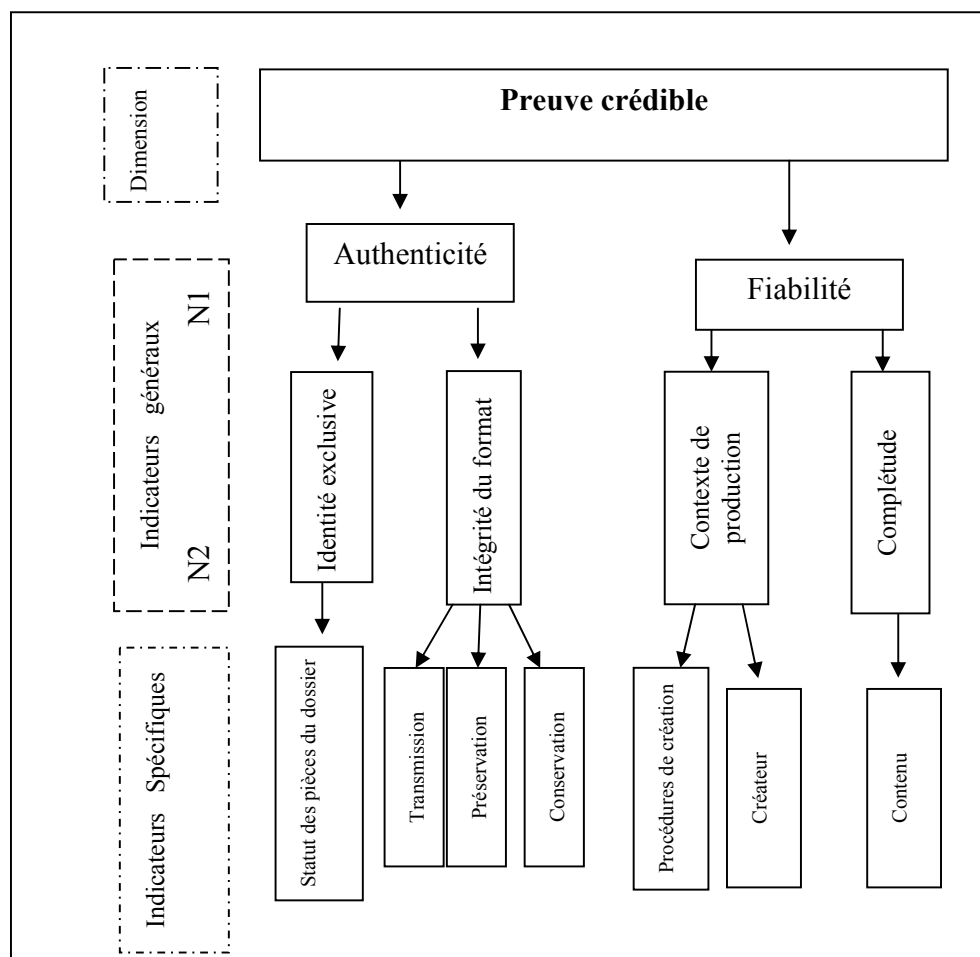 Dimension
Preuve crédible
Authenticité
Fiabilité
Indicateurs généraux
N1
N2
Identité exclusive
Intégrité du format
Contexte de
production
Complétude
Indicateurs Spécifiques
Statut des pièces du dossier
Transmission
Préservation
Conservation
Procédures de création
Créateur
Contenu